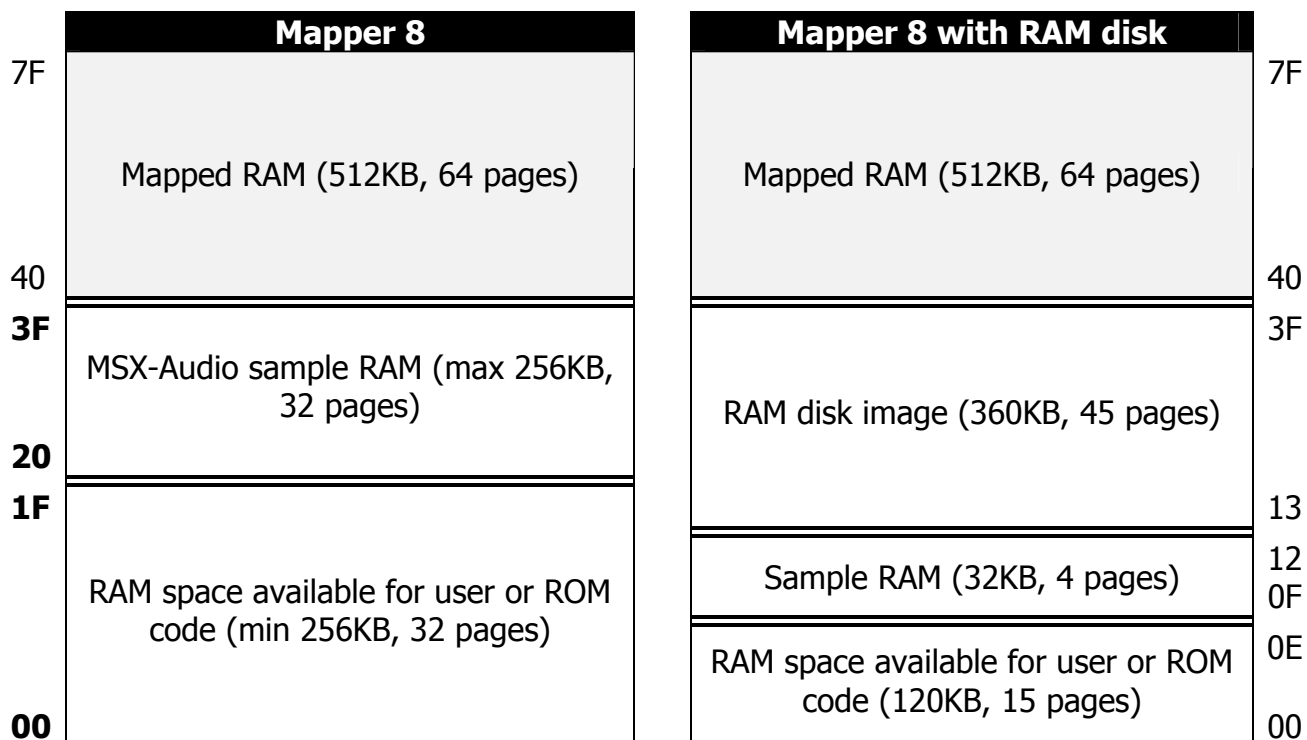 Mapper 8
7F
Mapped RAM (512KB, 64 pages)
40
3F
MSX-Audio sample RAM (max 256KB,
32 pages)
20
1F
RAM space available for user or ROM
code (min 256KB, 32 pages)
00
Mapper 8 with RAM disk
7F
Mapped RAM (512KB, 64 pages)
40
3F
RAM disk image (360KB, 45 pages)
13
12
Sample RAM (32KB, 4 pages)
0F
0E
RAM space available for user or ROM
code (120KB, 15 pages)
00